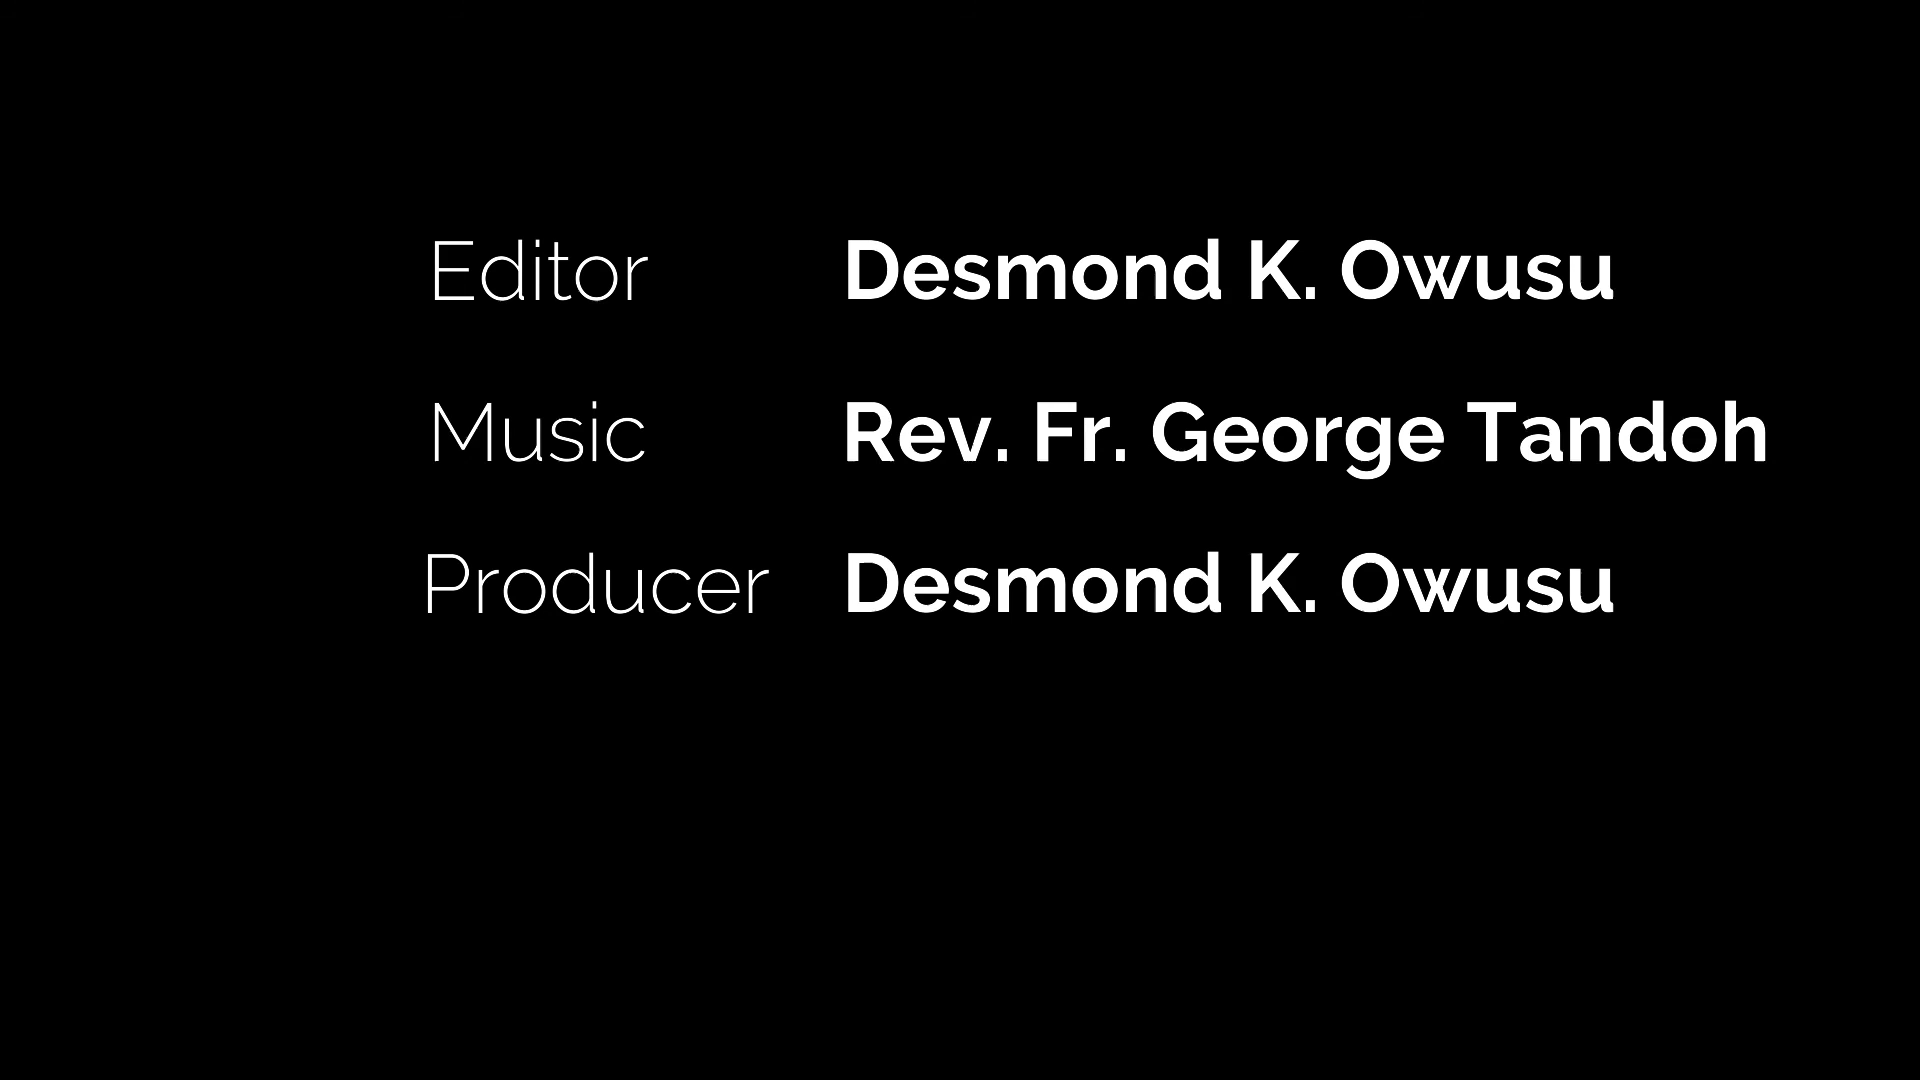 Editor Desmond K. Owusu
Music Rev. Fr. George Tandoh
Producer Desmond K. Owusu